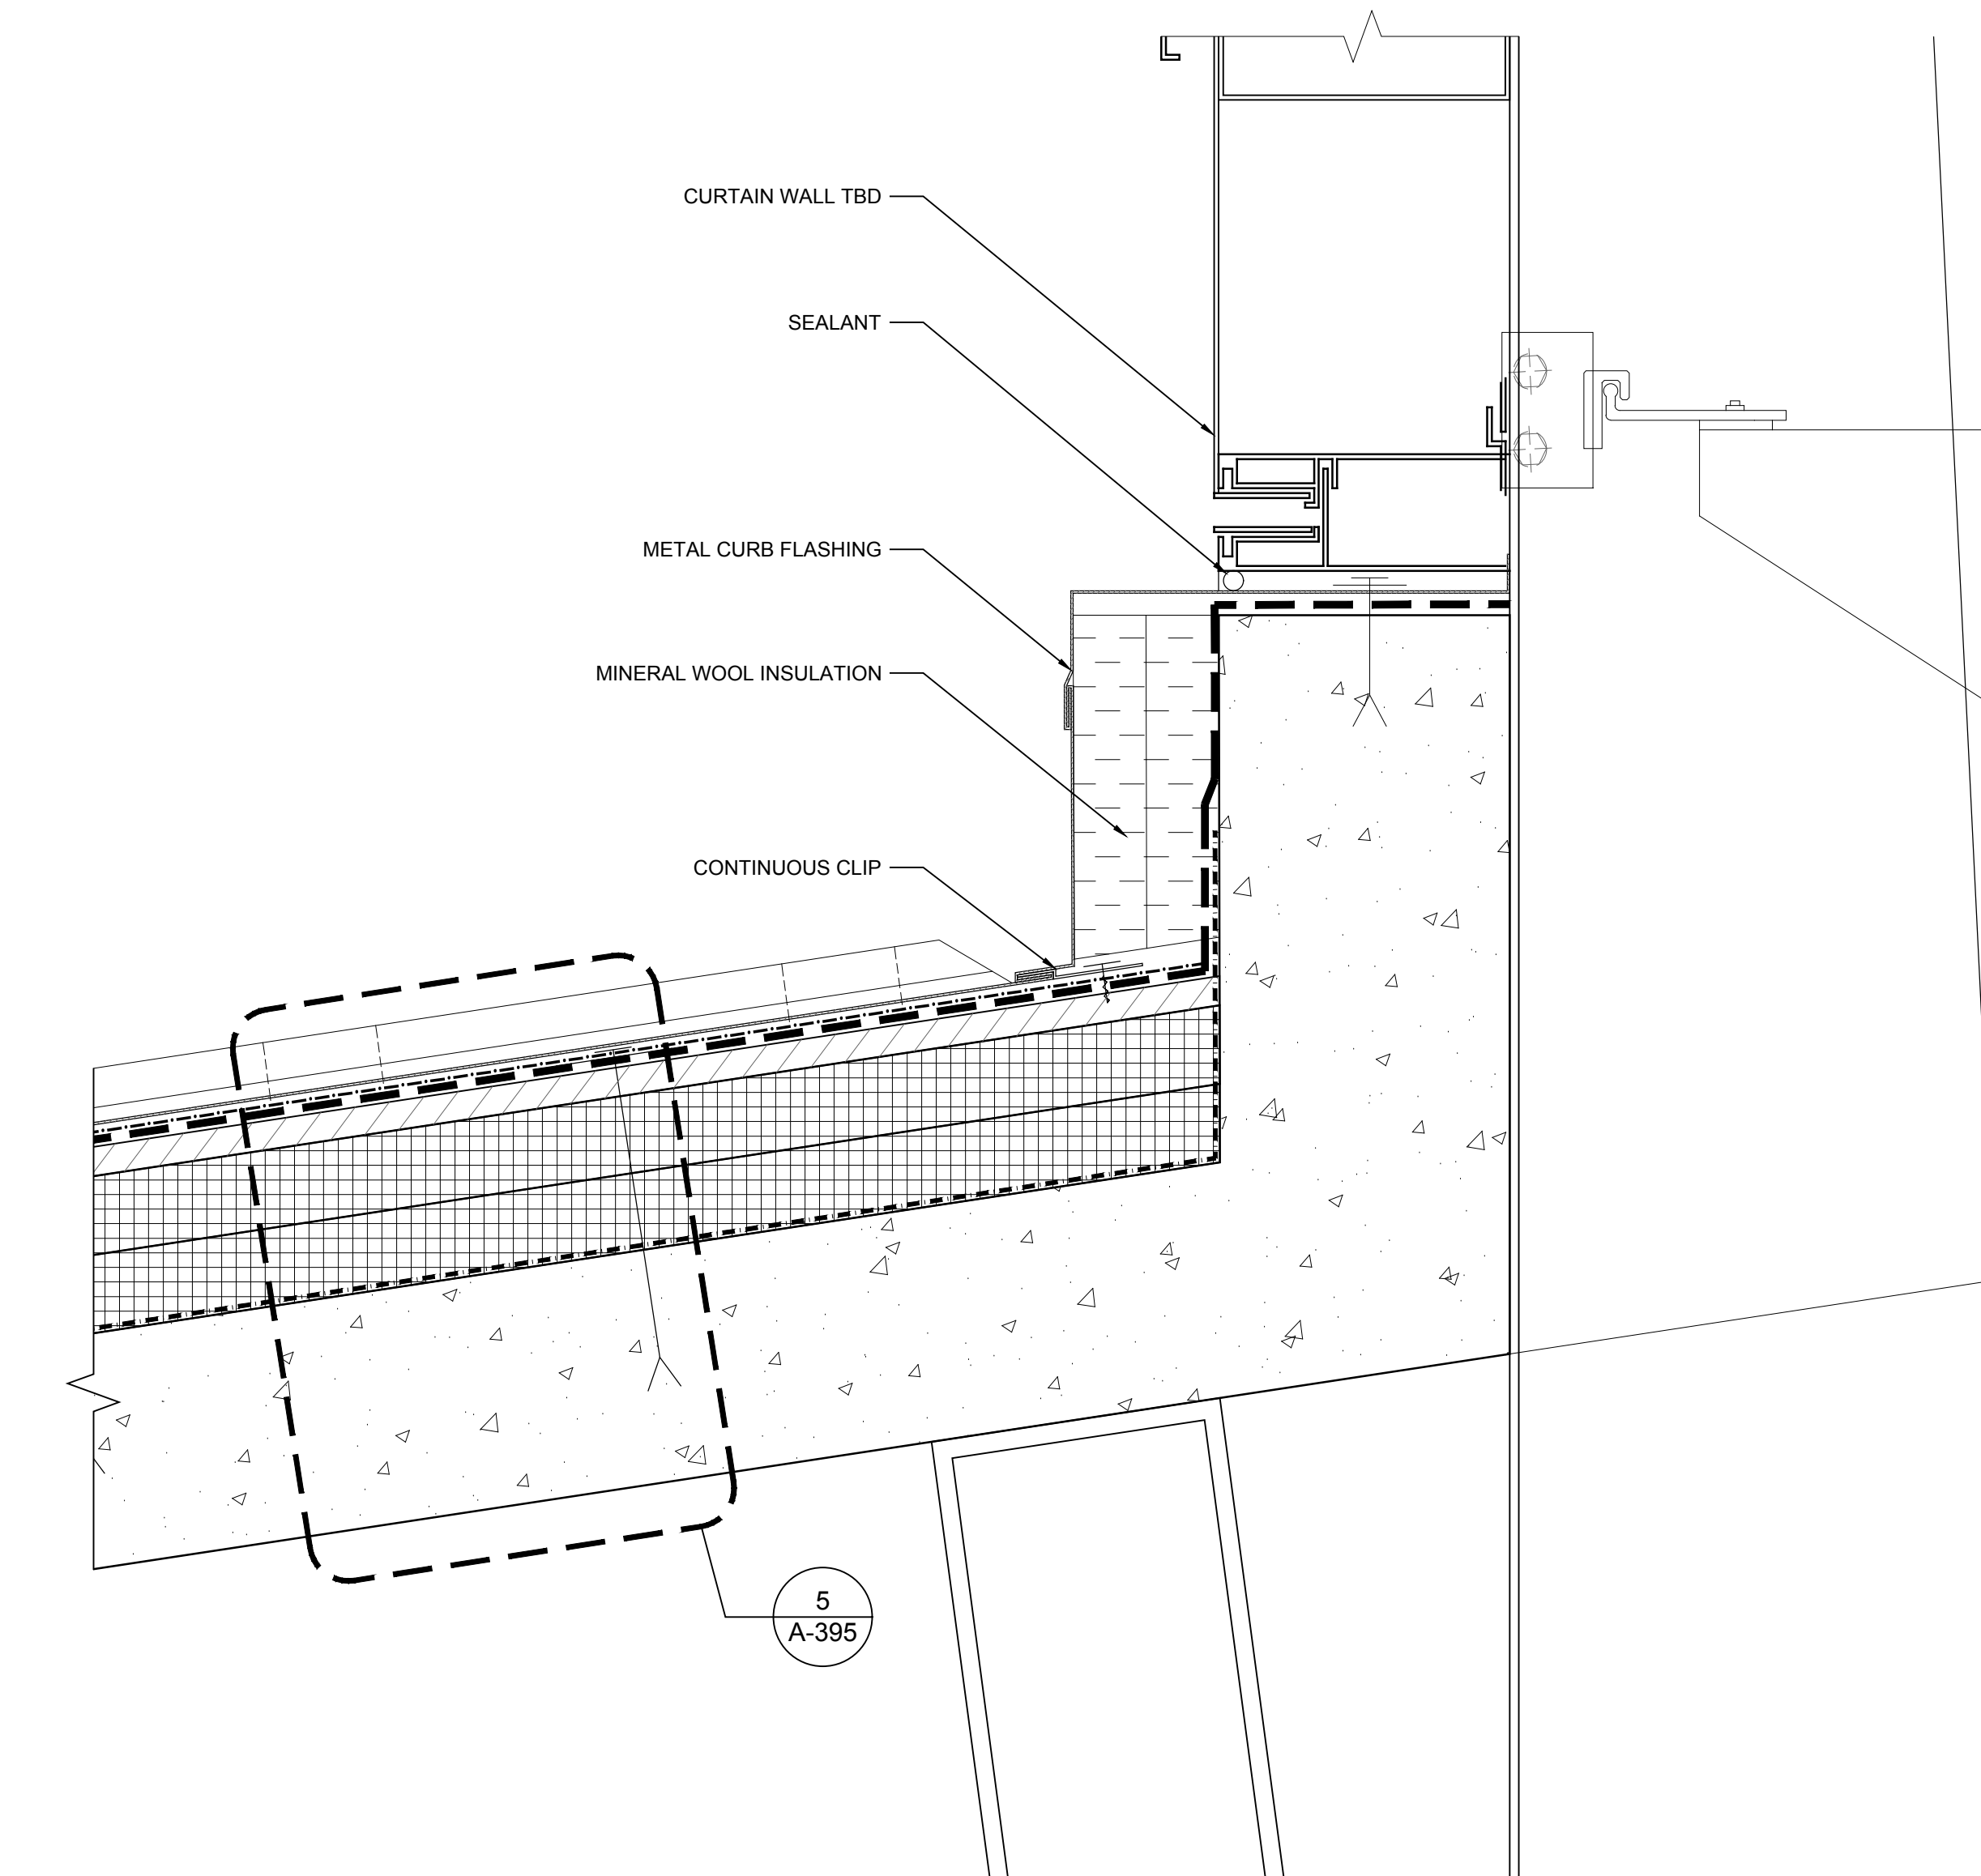 CURTAIN WALL TBD
SEALANT
METAL CURB FLASHING
MINERAL WOOL INSULATION
CONTINUOUS CLIP
5
A-395